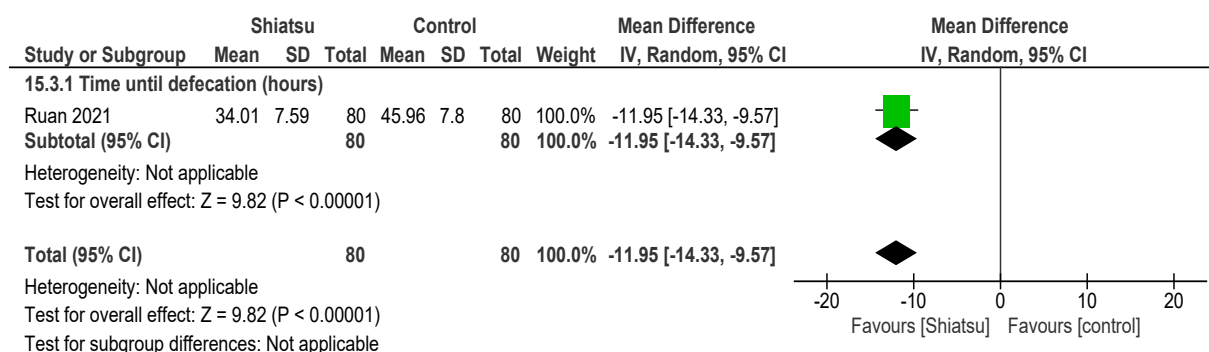 Shiatsu Control Mean Difference Mean Difference
Study or Subgroup Mean SD Total Mean SD Total Weight IV, Random, 95% CI IV, Random, 95% CI
15.3.1 Time until defecation (hours)
Ruan 2021 34.01 7.59 80 45.96 7.8 80 100.0% -11.95 [-14.33, -9.57]
Subtotal (95% CI) 80 80 100.0% -11.95 [-14.33, -9.57]
Heterogeneity: Not applicable
Test for overall effect: Z = 9.82 (P < 0.00001)
Total (95% CI) 80 80 100.0% -11.95 [-14.33, -9.57]
Heterogeneity: Not applicable
Test for overall effect: Z = 9.82 (P < 0.00001)
Test for subgroup differences: Not applicable
-20 -10 0 10 20
Favours [Shiatsu] Favours [control]